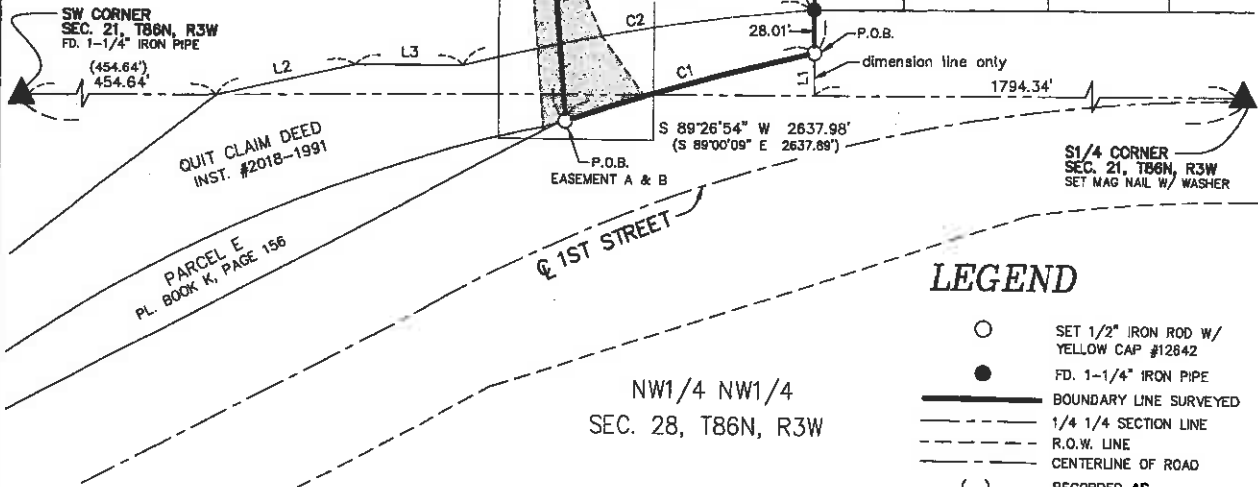 SW CORNER
SEC. 21, T86N, R3W
FD. 1-1/4" IRON PIPE
(454.64')
454.64'
L2
L3
C2
28.01'
P.O.B.
C1
L1
dimension line only
1794.34'
S 89°26'54" W 2637.98'
(S 89°00'09" E 2637.89')
S1/4 CORNER
SEC. 21, T86N, R3W
SET MAG NAIL W/ WASHER
QUIT CLAIM DEED
INST. #2018-1991
P.O.B.
EASEMENT A & B
PARCEL E
PL. BOOK K, PAGE 156
℄ 1ST STREET
NW1/4 NW1/4
SEC. 28, T86N, R3W
LEGEND
SET 1/2" IRON ROD W/
YELLOW CAP #12642
FD. 1-1/4" IRON PIPE
BOUNDARY LINE SURVEYED
1/4 1/4 SECTION LINE
R.O.W. LINE
CENTERLINE OF ROAD
( ) RECORDED AS